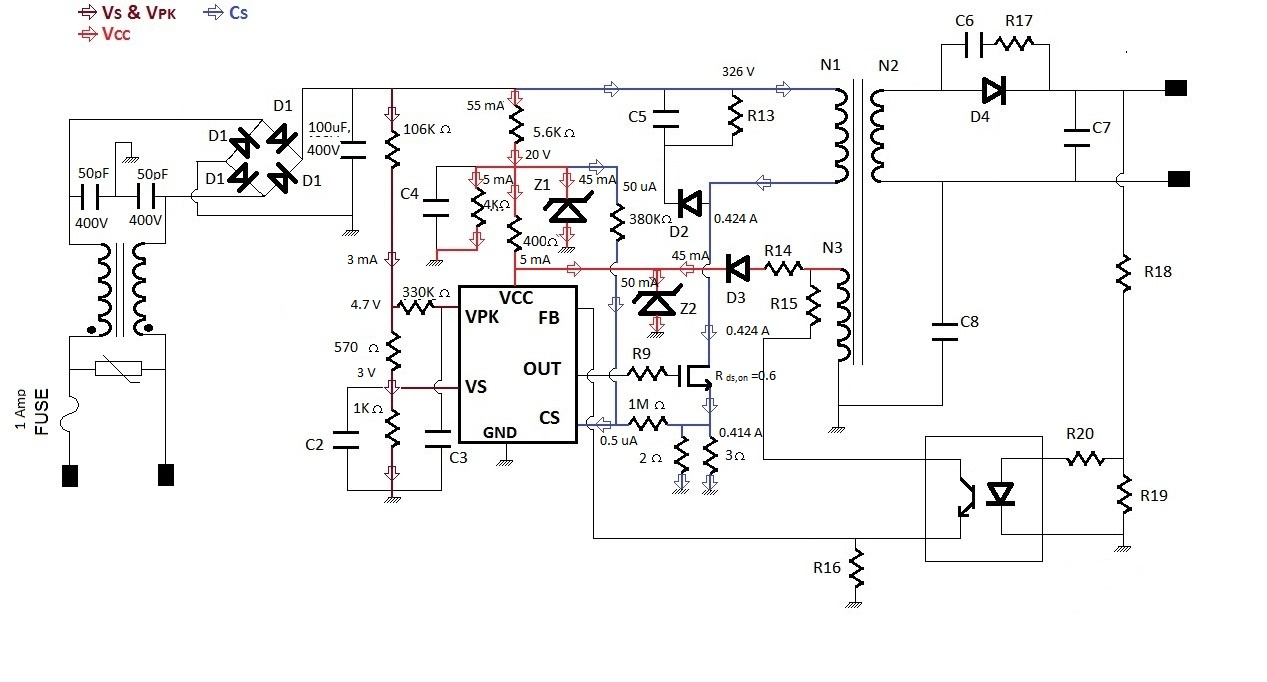 Vs & VPK
Cs
Vcc
C6
R17
326 V
N1
N2
D1
55 mA
C5
R13
D4
C7
100uF,
400V
106K Ω
5.6KΩ
D1
20 V
50pF
50pF
D1
D1
C4
5 mA
Z1
45 mA
50 uA
400V
400V
4KΩ
380KΩ
D2
0.424 A
400Ω
N3
3 mA
5 mA
45 mA
R14
50 mA
D3
R15
R18
4.7 V
330K Ω
VCC
Z2
VPK
FB
0.424 A
C8
570 Ω
R9
OUT
R ds,on =0.6
3 V
VS
1 Amp
FUSE
1KΩ
1M Ω
CS
GND
0.5 uA
0.414 A
C2
C3
2 Ω
3Ω
R20
R19
R16